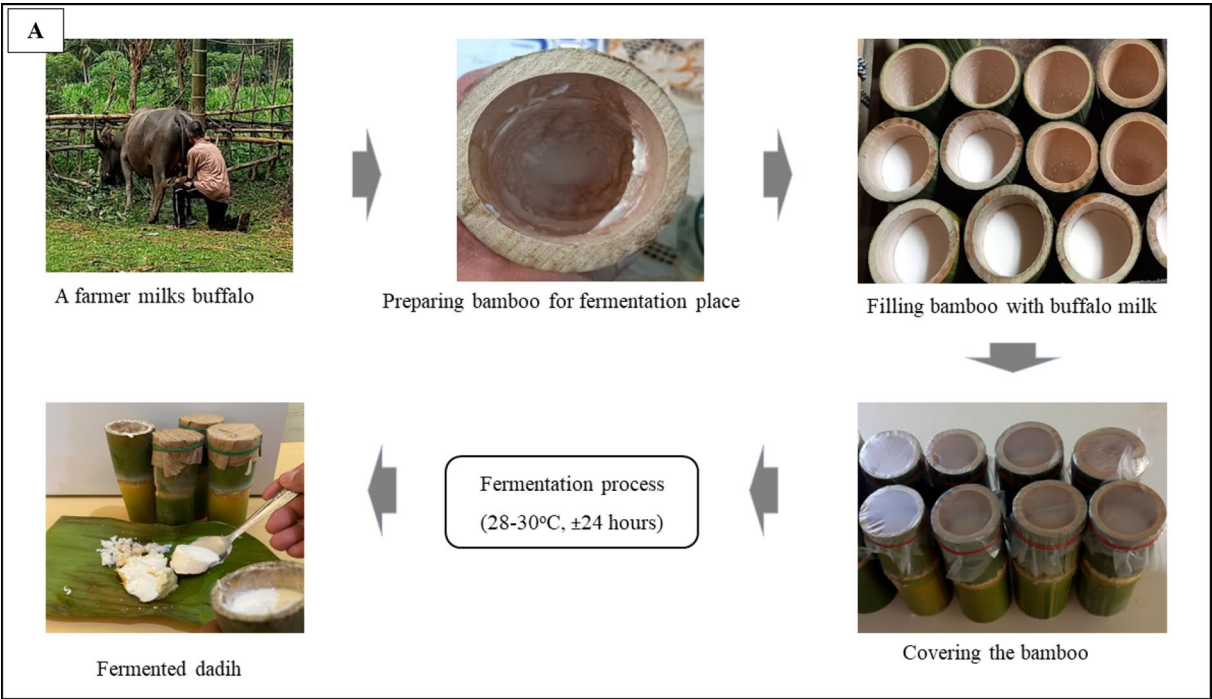 A
A farmer milks buffalo
Preparing bamboo for fermentation place
Filling bamboo with buffalo milk
Covering the bamboo
Fermentation process
(28-30°C, ±24 hours)
Fermented dadih